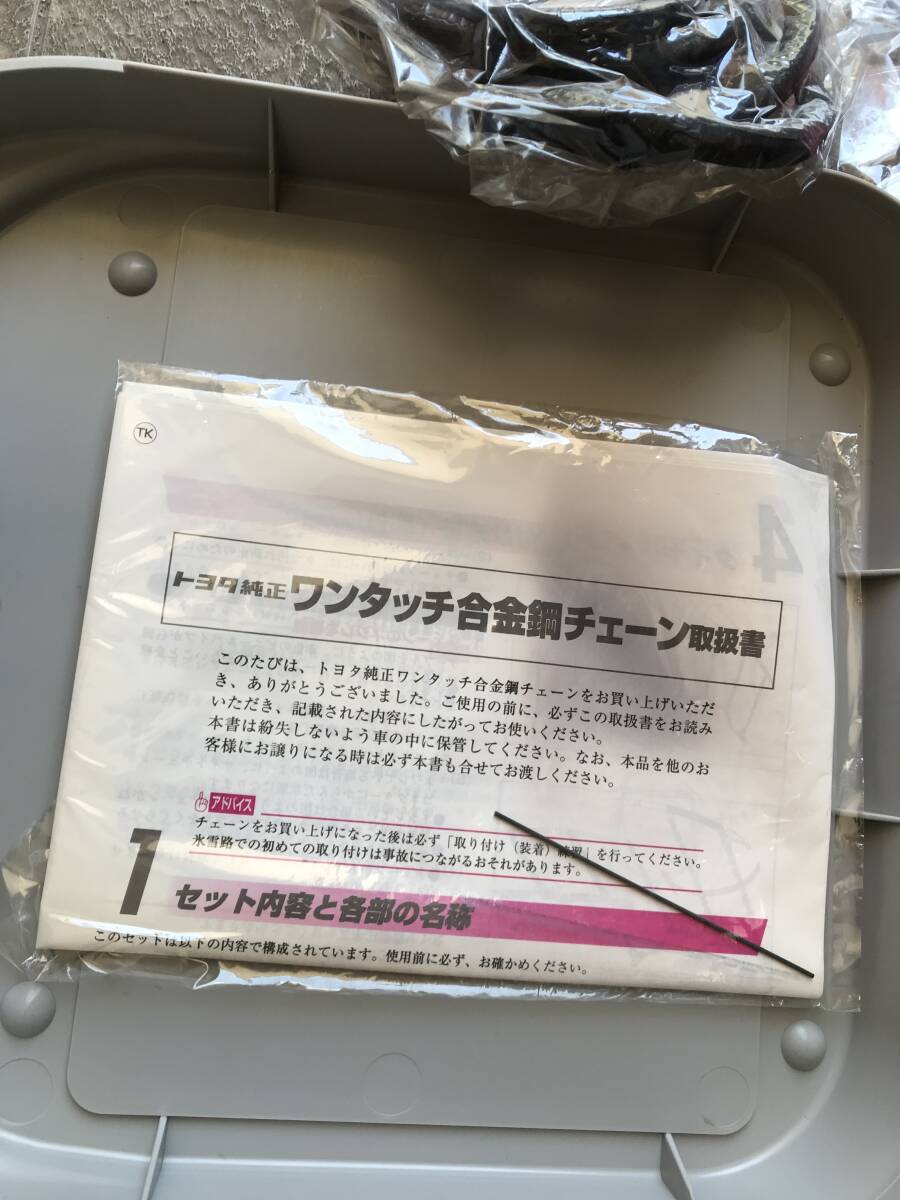 TK
トヨタ純正ワンタッチ合金鋼チェーン取扱書
このたびは、トヨタ純正ワンタッチ合金鋼チェーンをお買い上げいただ
き、ありがとうございました。ご使用の前に、必ずこの取扱書をお読み
いただき、記載された内容にしたがってお使いください。
本書は紛失しないよう車の中に保管してください。なお、本品を他のお
客様にお譲りになる時は必ず本書も合せてお渡しください。
アドバイス
チェーンをお買い上げになった後は必ず「取り付け（装着）練習」を行ってください。
氷雪路での初めての取り付けは事故につながるおそれがあります。
1 セット内容と各部の名称
このセットは以下の内容で構成されています。使用前に必ず、お確かめください。